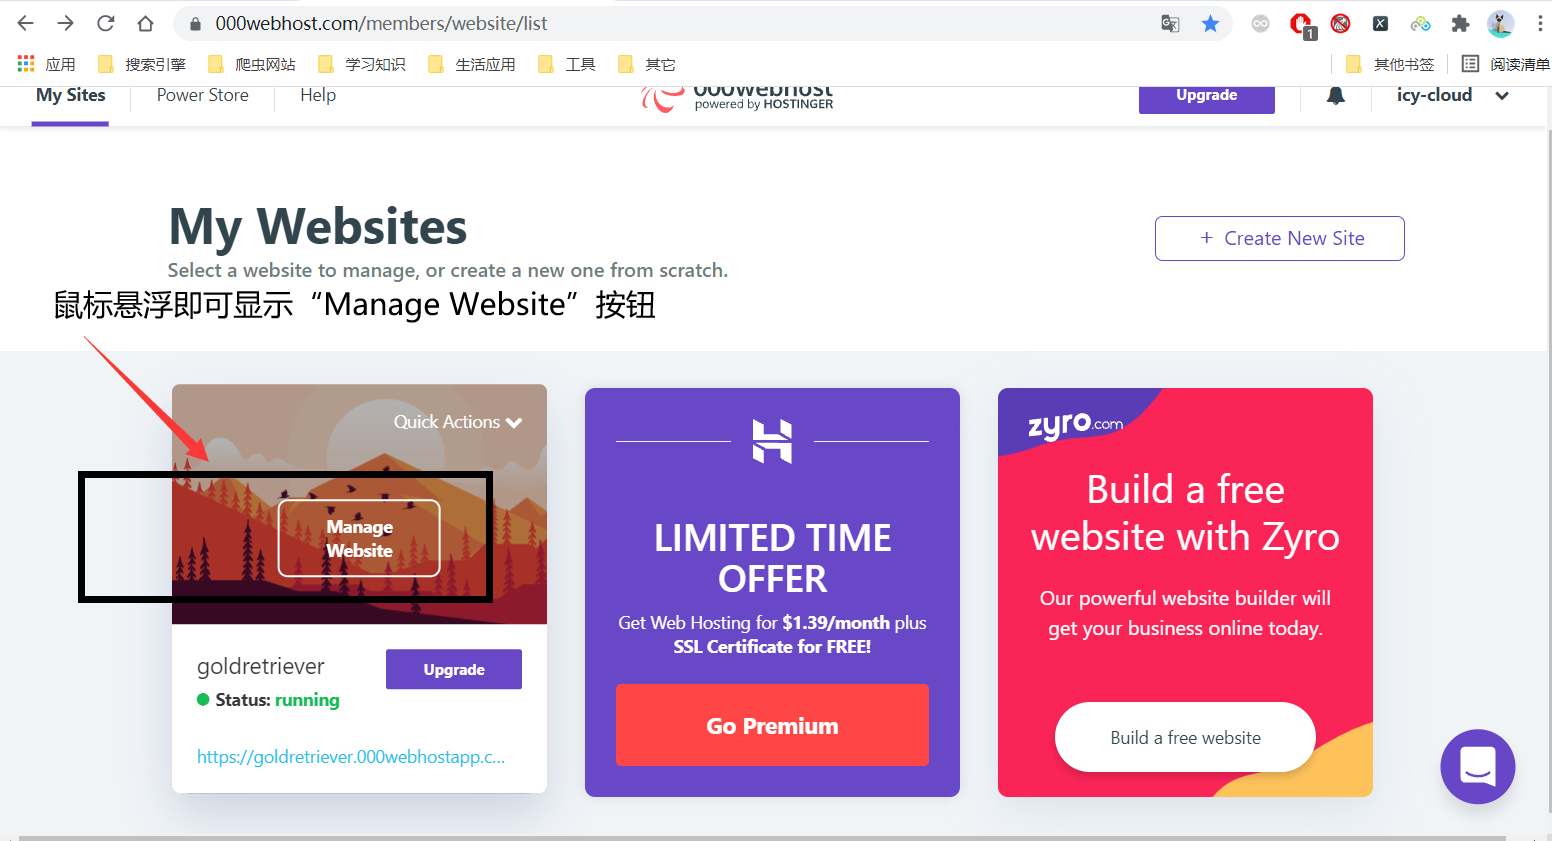 000webhost.com/members/website/list
1
应用
搜索引擎
爬虫网站
学习知识
生活应用
工具
其它
其他书签
阅读清单
My Sites
Power Store
Help
000webhost
powered by HOSTINGER
Upgrade
icy-cloud
My Websites
Select a website to manage, or create a new one from scratch.
+ Create New Site
鼠标悬浮即可显示“Manage Website”按钮
Quick Actions
Manage
Website
goldretriever
Upgrade
Status: running
https://goldretriever.000webhostapp.c...
LIMITED TIME
OFFER
Get Web Hosting for $1.39/month plus
SSL Certificate for FREE!
Go Premium
zyro.com
Build a free
website with Zyro
Our powerful website builder will
get your business online today.
Build a free website